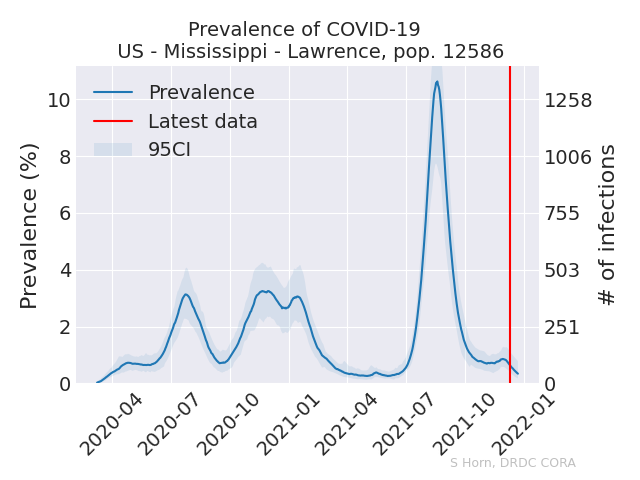 Prevalence of COVID-19
US - Mississippi - Lawrence, pop. 12586
Prevalence
Latest data
95CI
Prevalence (%)
10
8
6
4
2
0
1258
1006
755
503
251
0
# of infections
2020-04
2020-07
2020-10
2021-01
2021-04
2021-07
2021-10
2022-01
S Horn, DRDC CORA